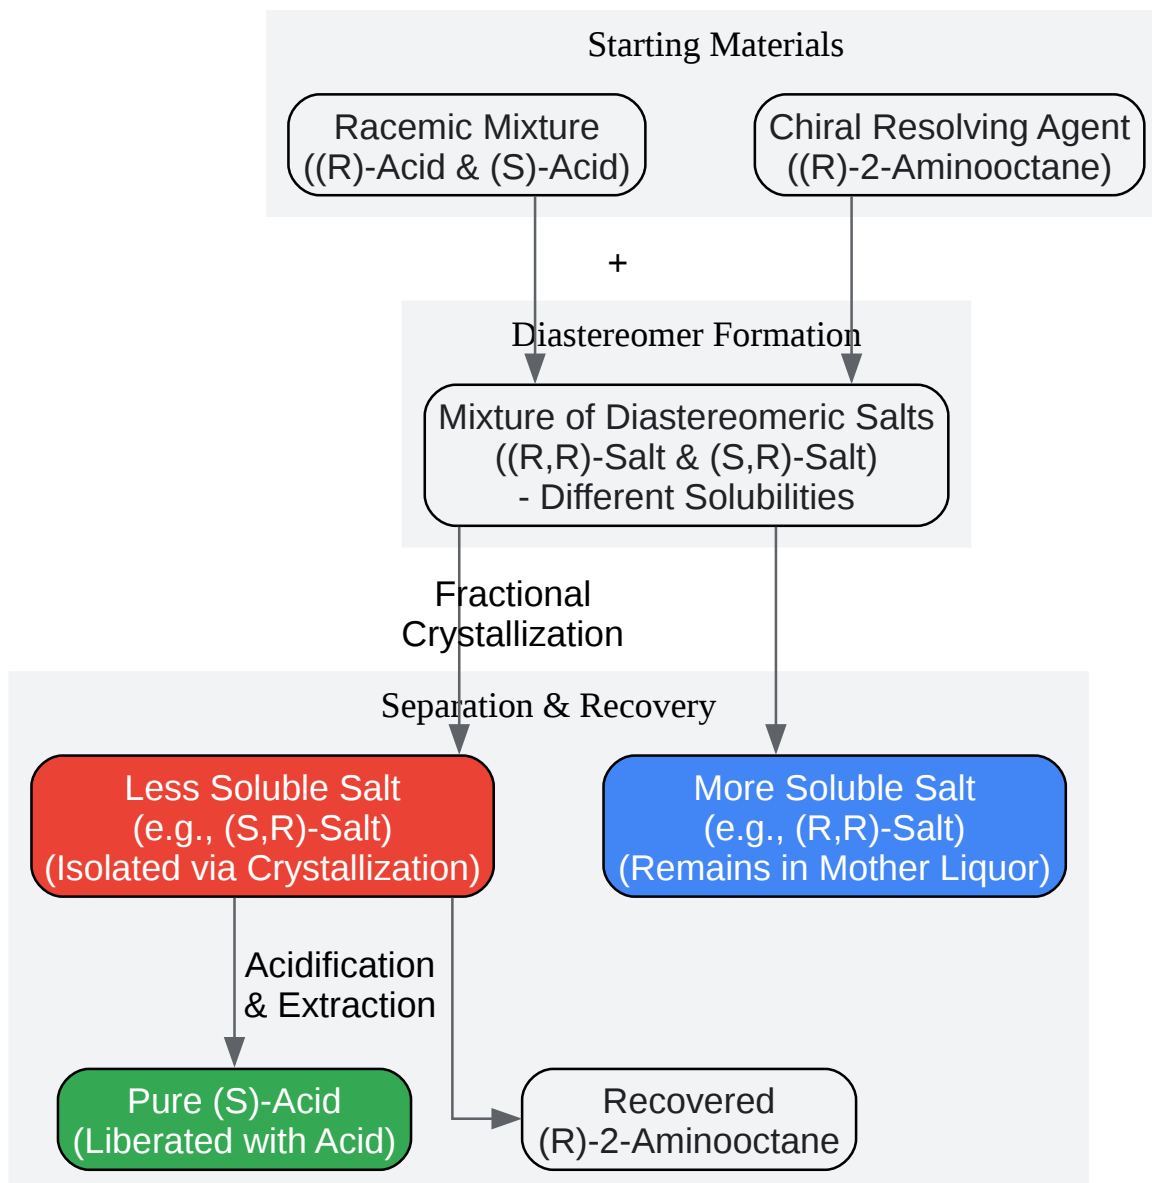 Starting Materials
Racemic Mixture
((R)-Acid & (S)-Acid)
Chiral Resolving Agent
((R)-2-Aminooctane)
+
Diastereomer Formation
Mixture of Diastereomeric Salts
((R,R)-Salt & (S,R)-Salt)
- Different Solubilities
Fractional
Crystallization
Separation & Recovery
Less Soluble Salt
(e.g., (S,R)-Salt)
(Isolated via Crystallization)
More Soluble Salt
(e.g., (R,R)-Salt)
(Remains in Mother Liquor)
Acidification
& Extraction
Pure (S)-Acid
(Liberated with Acid)
Recovered
(R)-2-Aminooctane